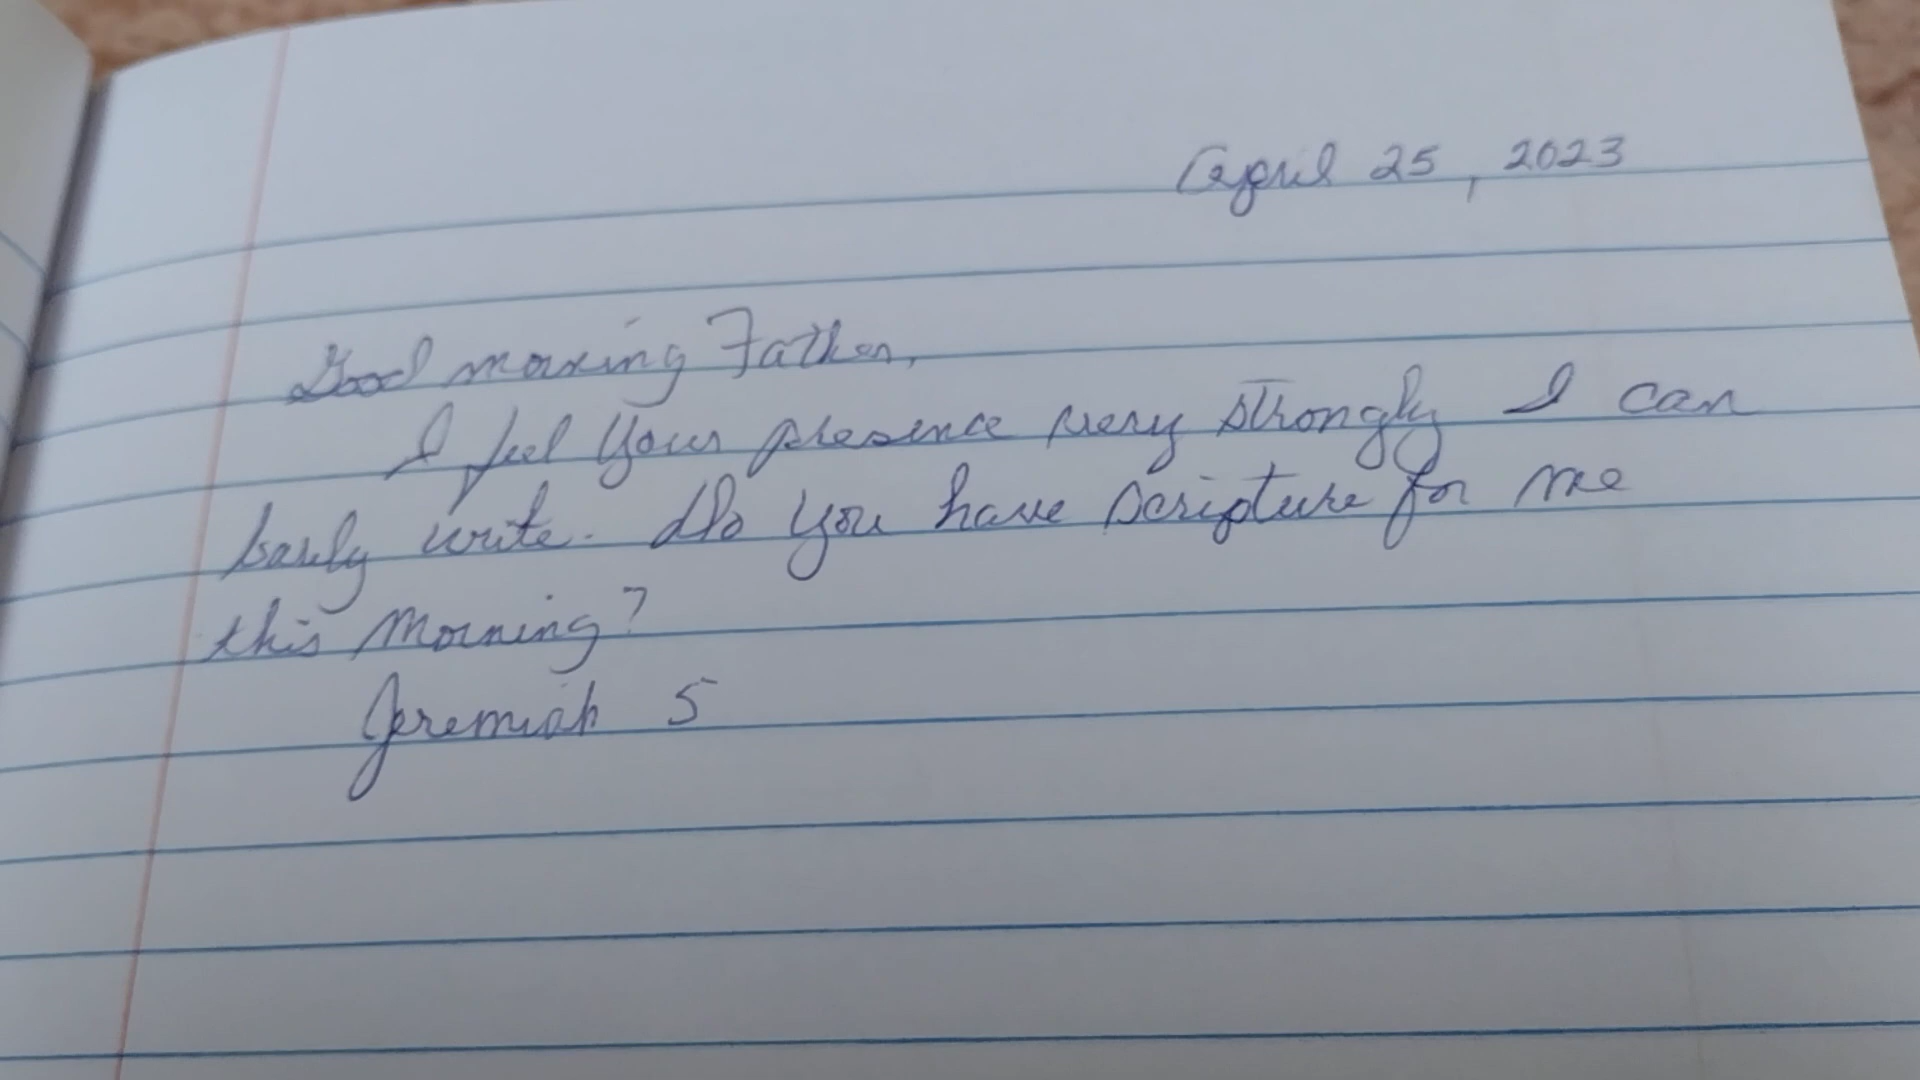 April 25, 2023
Good morning Father,
I feel Your presence very strongly I can
barely write. Do You have scripture for me
this morning?
Jeremiah 5